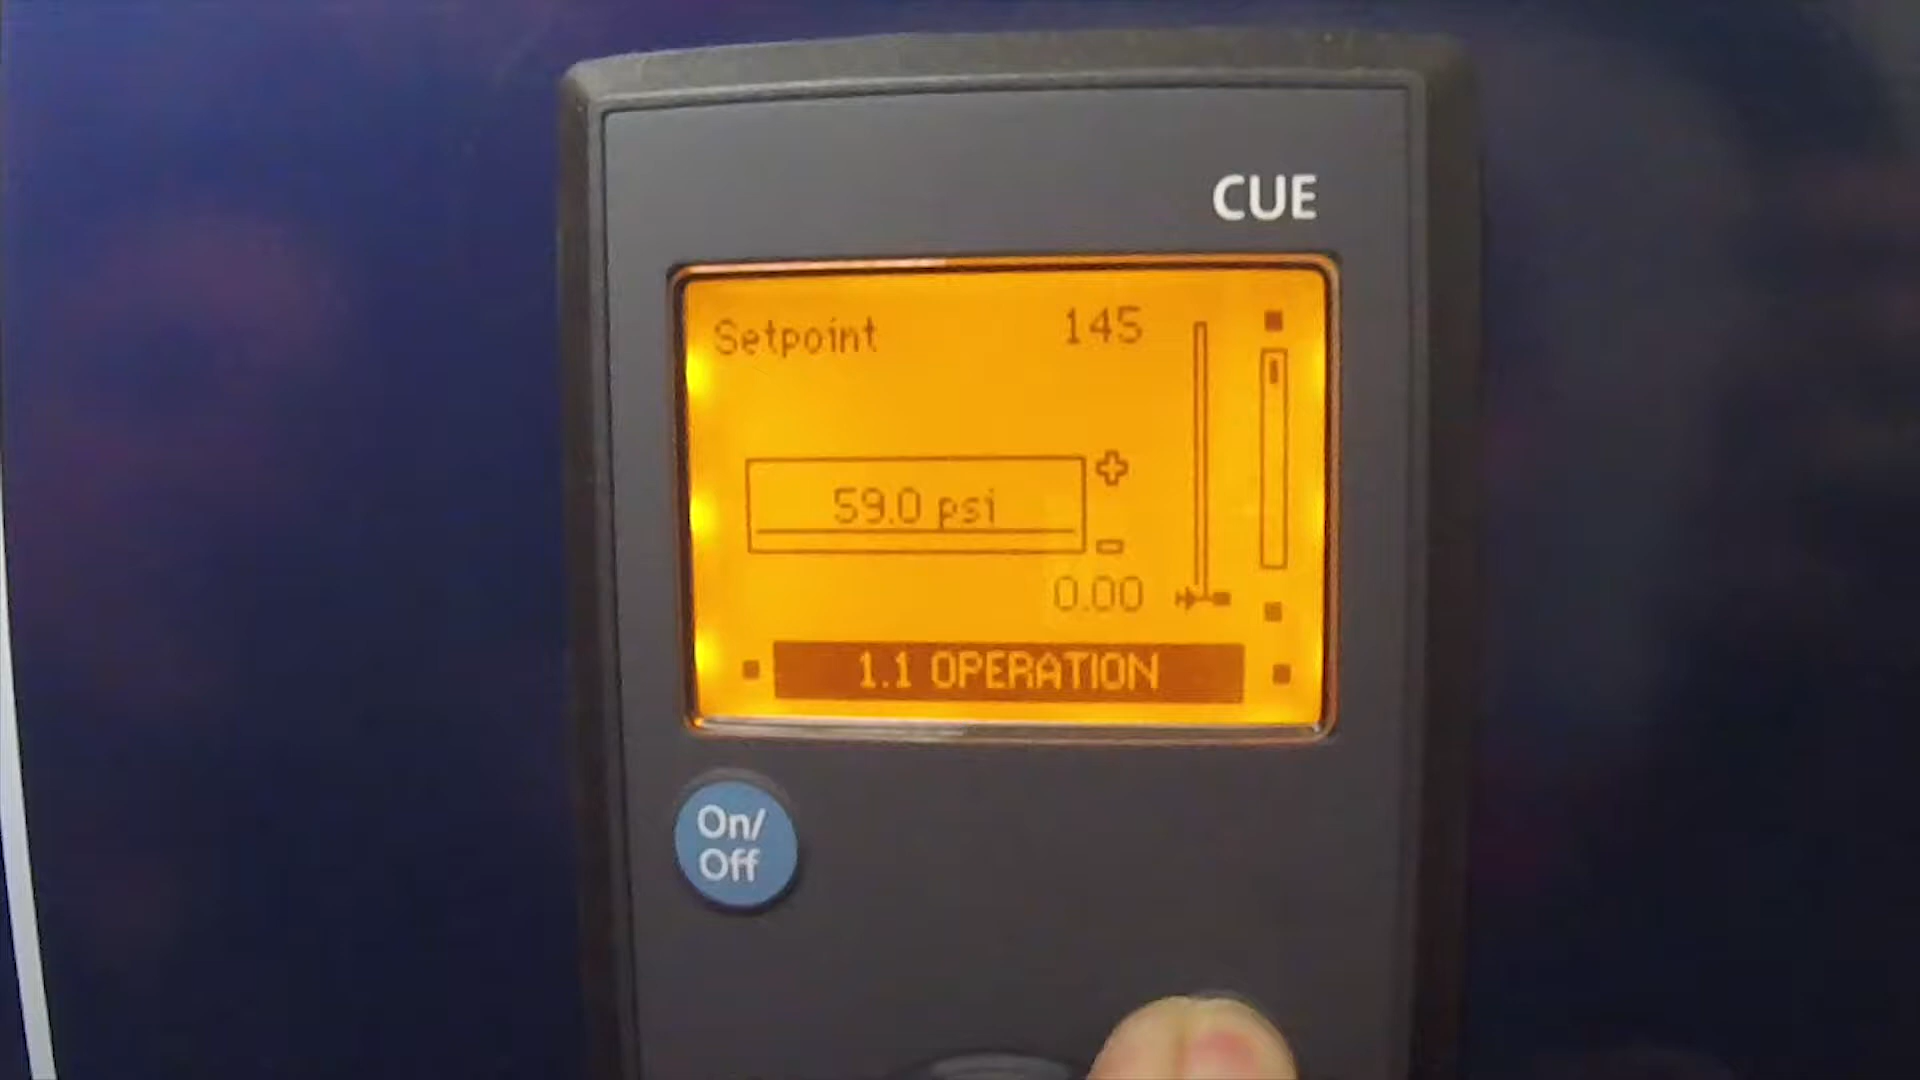 CUE
Setpoint 145
59.0 psi
0.00
1.1 OPERATION
On/
Off